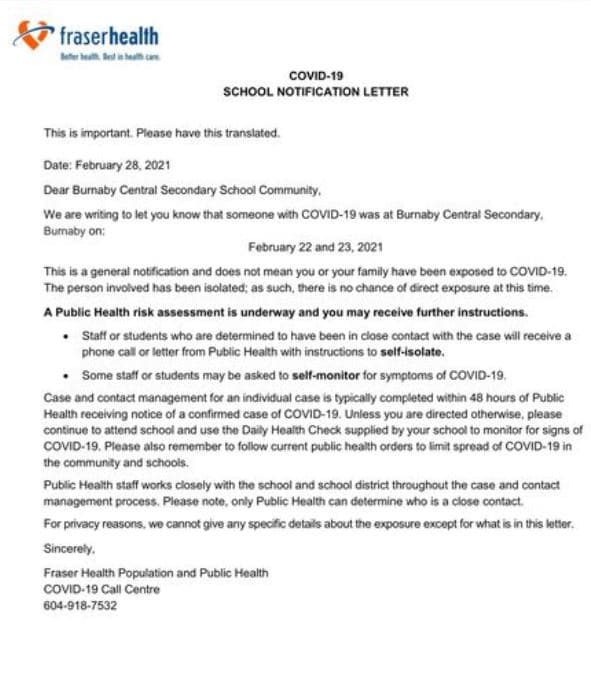 fraserhealth
Better health. Best in health care.
COVID-19
SCHOOL NOTIFICATION LETTER
This is important. Please have this translated.
Date: February 28, 2021
Dear Burnaby Central Secondary School Community,
We are writing to let you know that someone with COVID-19 was at Burnaby Central Secondary,
Burnaby on:
February 22 and 23, 2021
This is a general notification and does not mean you or your family have been exposed to COVID-19.
The person involved has been isolated; as such, there is no chance of direct exposure at this time.
A Public Health risk assessment is underway and you may receive further instructions.
• Staff or students who are determined to have been in close contact with the case will receive a
phone call or letter from Public Health with instructions to self-isolate.
• Some staff or students may be asked to self-monitor for symptoms of COVID-19.
Case and contact management for an individual case is typically completed within 48 hours of Public
Health receiving notice of a confirmed case of COVID-19. Unless you are directed otherwise, please
continue to attend school and use the Daily Health Check supplied by your school to monitor for signs of
COVID-19. Please also remember to follow current public health orders to limit spread of COVID-19 in
the community and schools.
Public Health staff works closely with the school and school district throughout the case and contact
management process. Please note, only Public Health can determine who is a close contact.
For privacy reasons, we cannot give any specific details about the exposure except for what is in this letter.
Sincerely,
Fraser Health Population and Public Health
COVID-19 Call Centre
604-918-7532